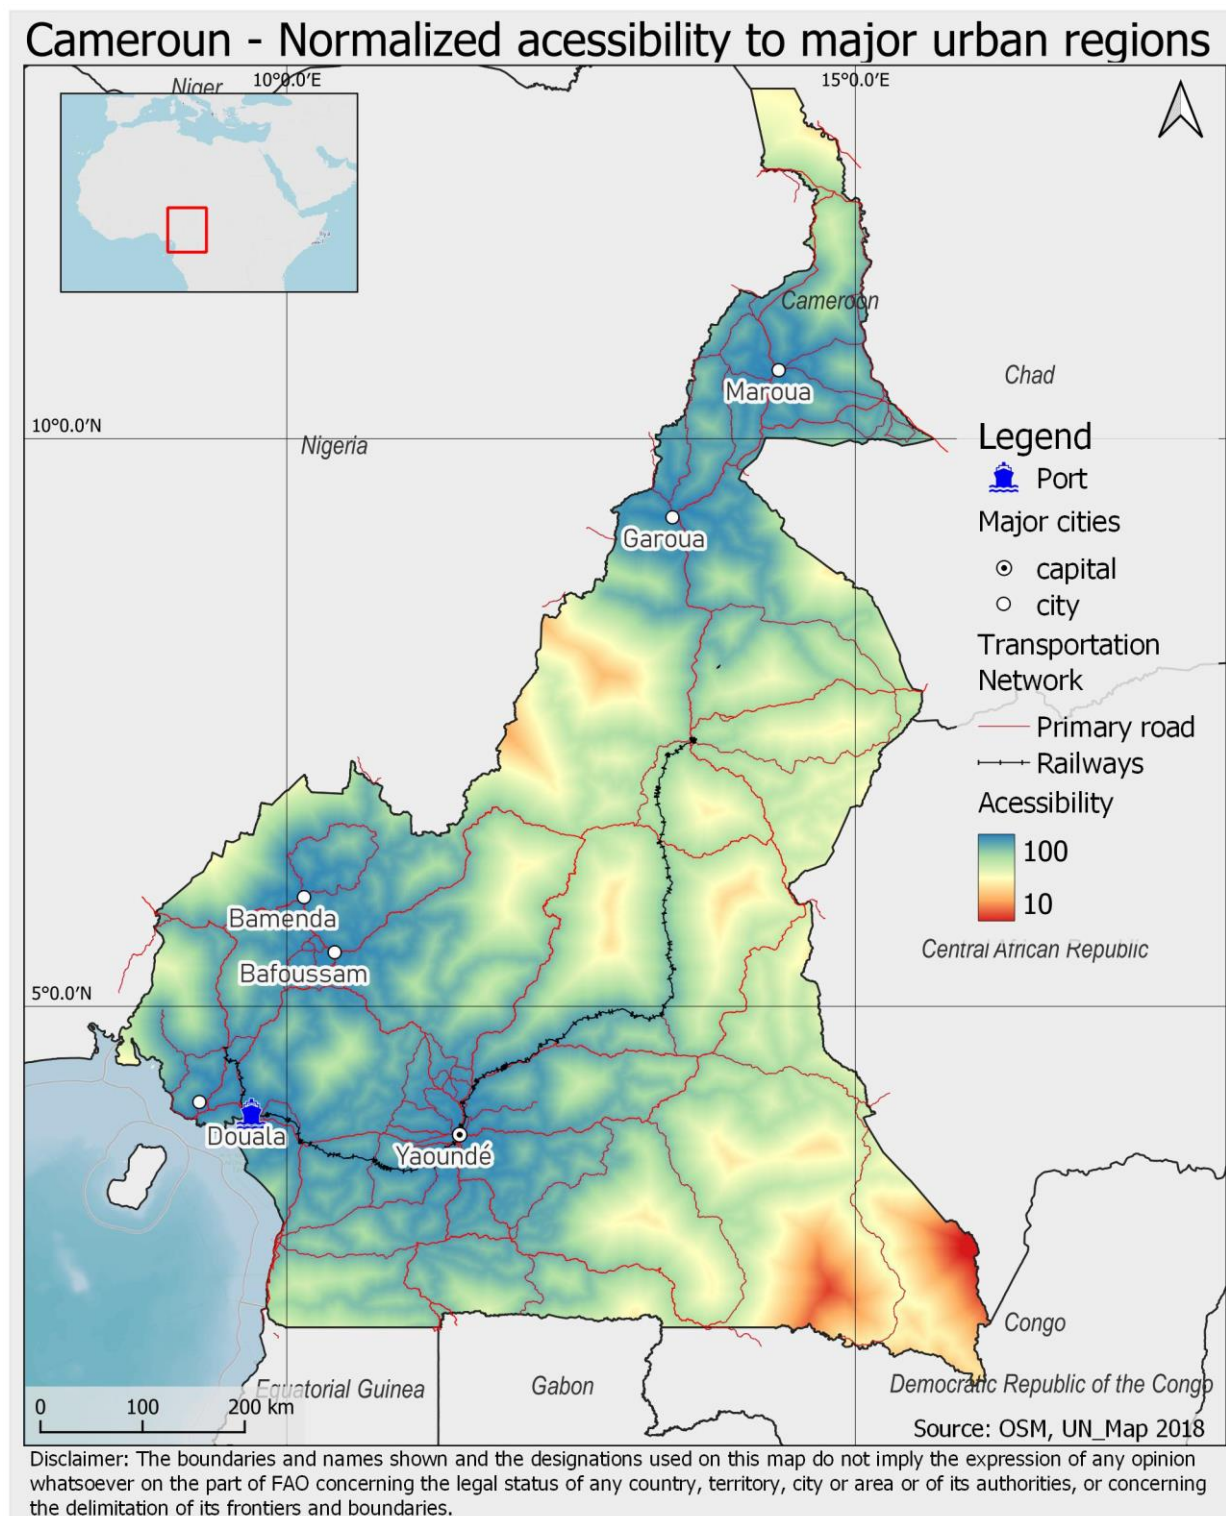 Cameroun - Normalized acessibility to major urban regions
Niger
10°0.0'E
15°0.0'E
Cameroon
Maroua
Chad
10°0.0'N
Nigeria
Garoua
Legend
Port
Major cities
capital
city
Transportation
Network
Primary road
Railways
Acessibility
100
10
Bamenda
Bafoussam
Central African Republic
5°0.0'N
Douala
Yaoundé
Congo
Equatorial Guinea
Gabon
Democratic Republic of the Congo
0 100 200 km
Source: OSM, UN_Map 2018
Disclaimer: The boundaries and names shown and the designations used on this map do not imply the expression of any opinion
whatsoever on the part of FAO concerning the legal status of any country, territory, city or area or of its authorities, or concerning
the delimitation of its frontiers and boundaries.